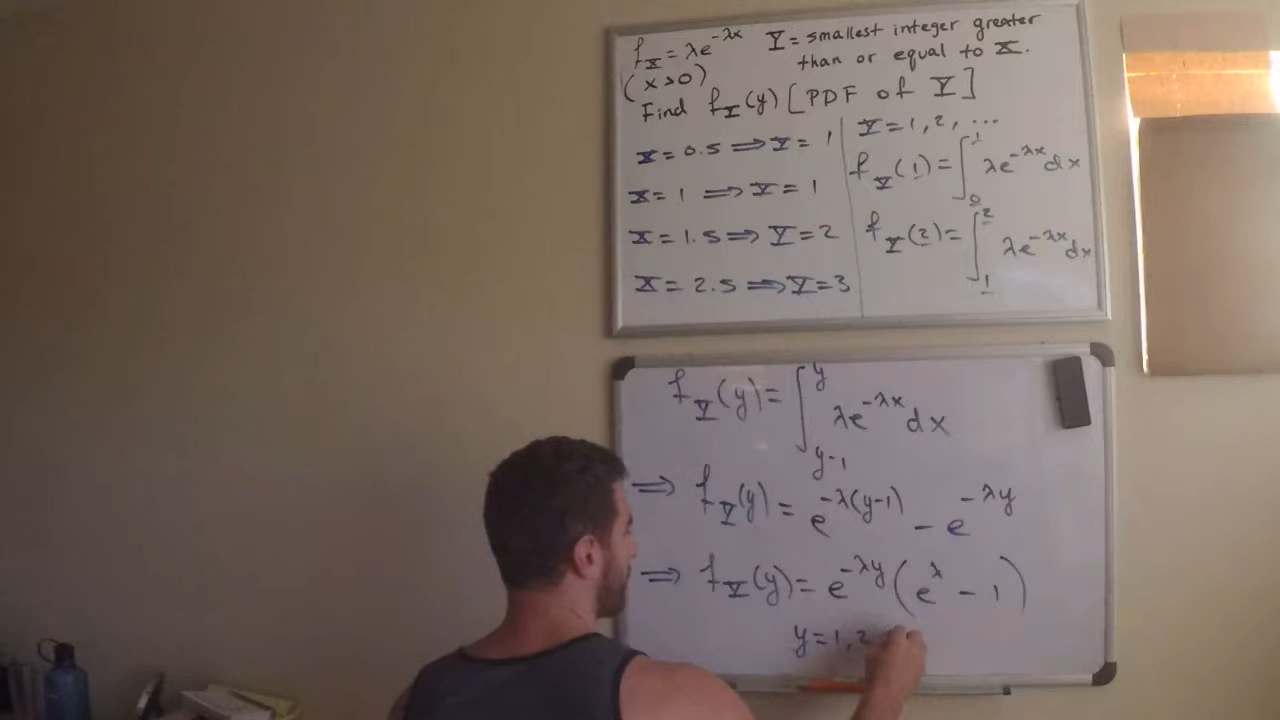 f_X = λe^{-λx} Y = smallest integer greater
(x>0) than or equal to X.
Find f_Y(y) [PDF of Y]
X = 0.5 ⟹ Y = 1
X = 1 ⟹ Y = 1
X = 1.5 ⟹ Y = 2
X = 2.5 ⟹ Y = 3
Y = 1, 2, ...
f_Y(1) = ∫_0^1 λe^{-λx} dx
f_Y(2) = ∫_1^2 λe^{-λx} dx
f_Y(y) = ∫_{y-1}^y λe^{-λx} dx
⟹ f_Y(y) = e^{-λ(y-1)} - e^{-λy}
⟹ f_Y(y) = e^{-λy}(e^λ - 1)
y = 1, 2